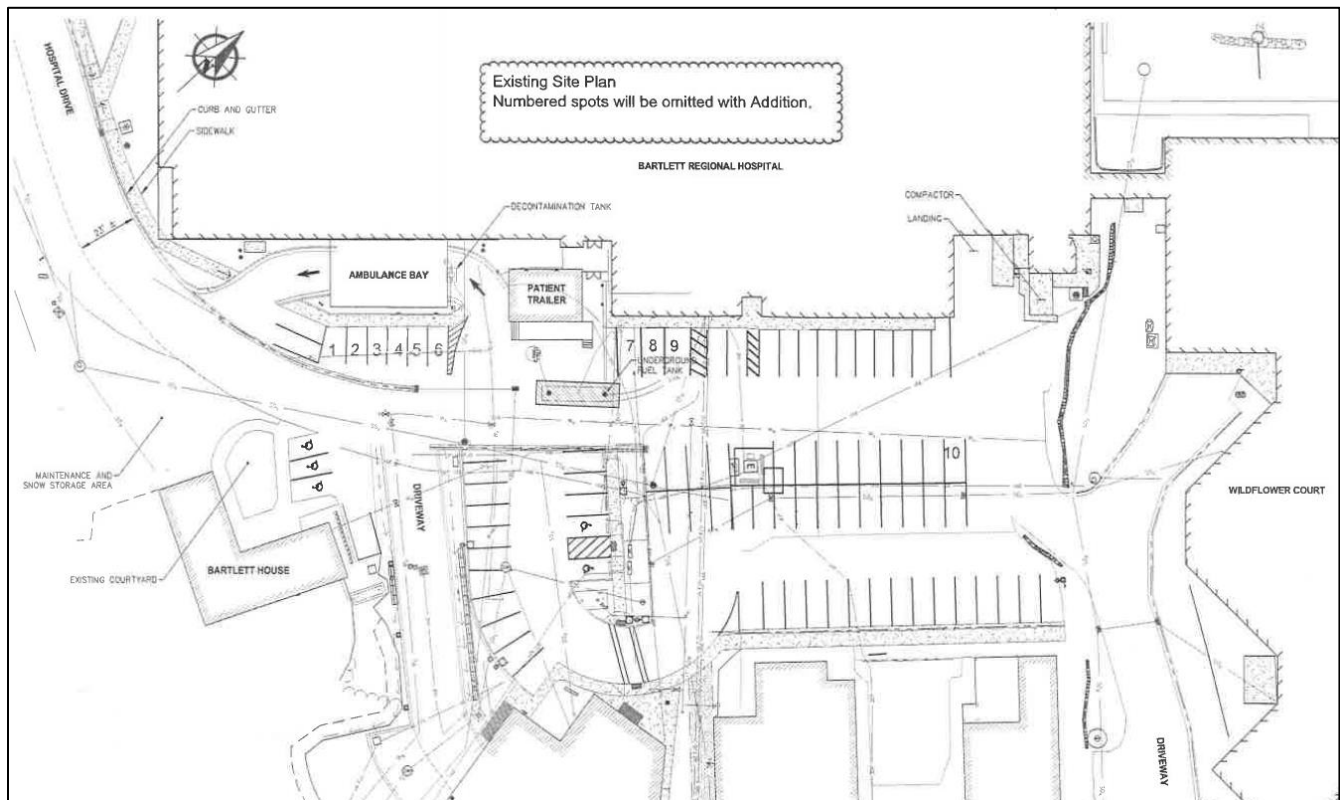 Existing Site Plan
Numbered spots will be omitted with Addition.
HOSPITAL DRIVE
CURB AND GUTTER
SIDEWALK
BARTLETT REGIONAL HOSPITAL
COMPACTOR
LANDING
DECONTAMINATION TANK
AMBULANCE BAY
PATIENT
TRAILER
1 2 3 4 5 6
7 8 9
UNDERGROUND
FUEL TANK
10
E
MAINTENANCE AND
SNOW STORAGE AREA
DRIVEWAY
WILDFLOWER COURT
EXISTING COURTYARD
BARTLETT HOUSE
DRIVEWAY